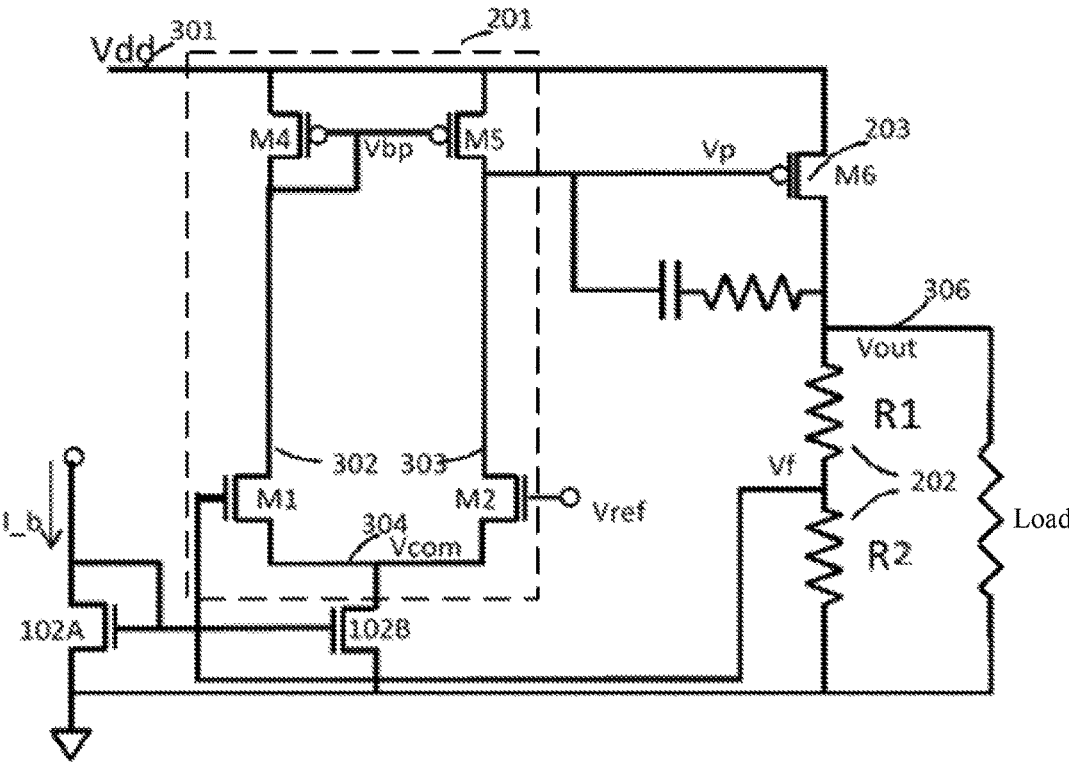 201
Vdd 301
M4 Vbp M5
Vp
203
M6
306
Vout
R1
302 303
Vf
202
M1 M2
Vref
I_b
304
Vcom
R2
Load
102A 102B